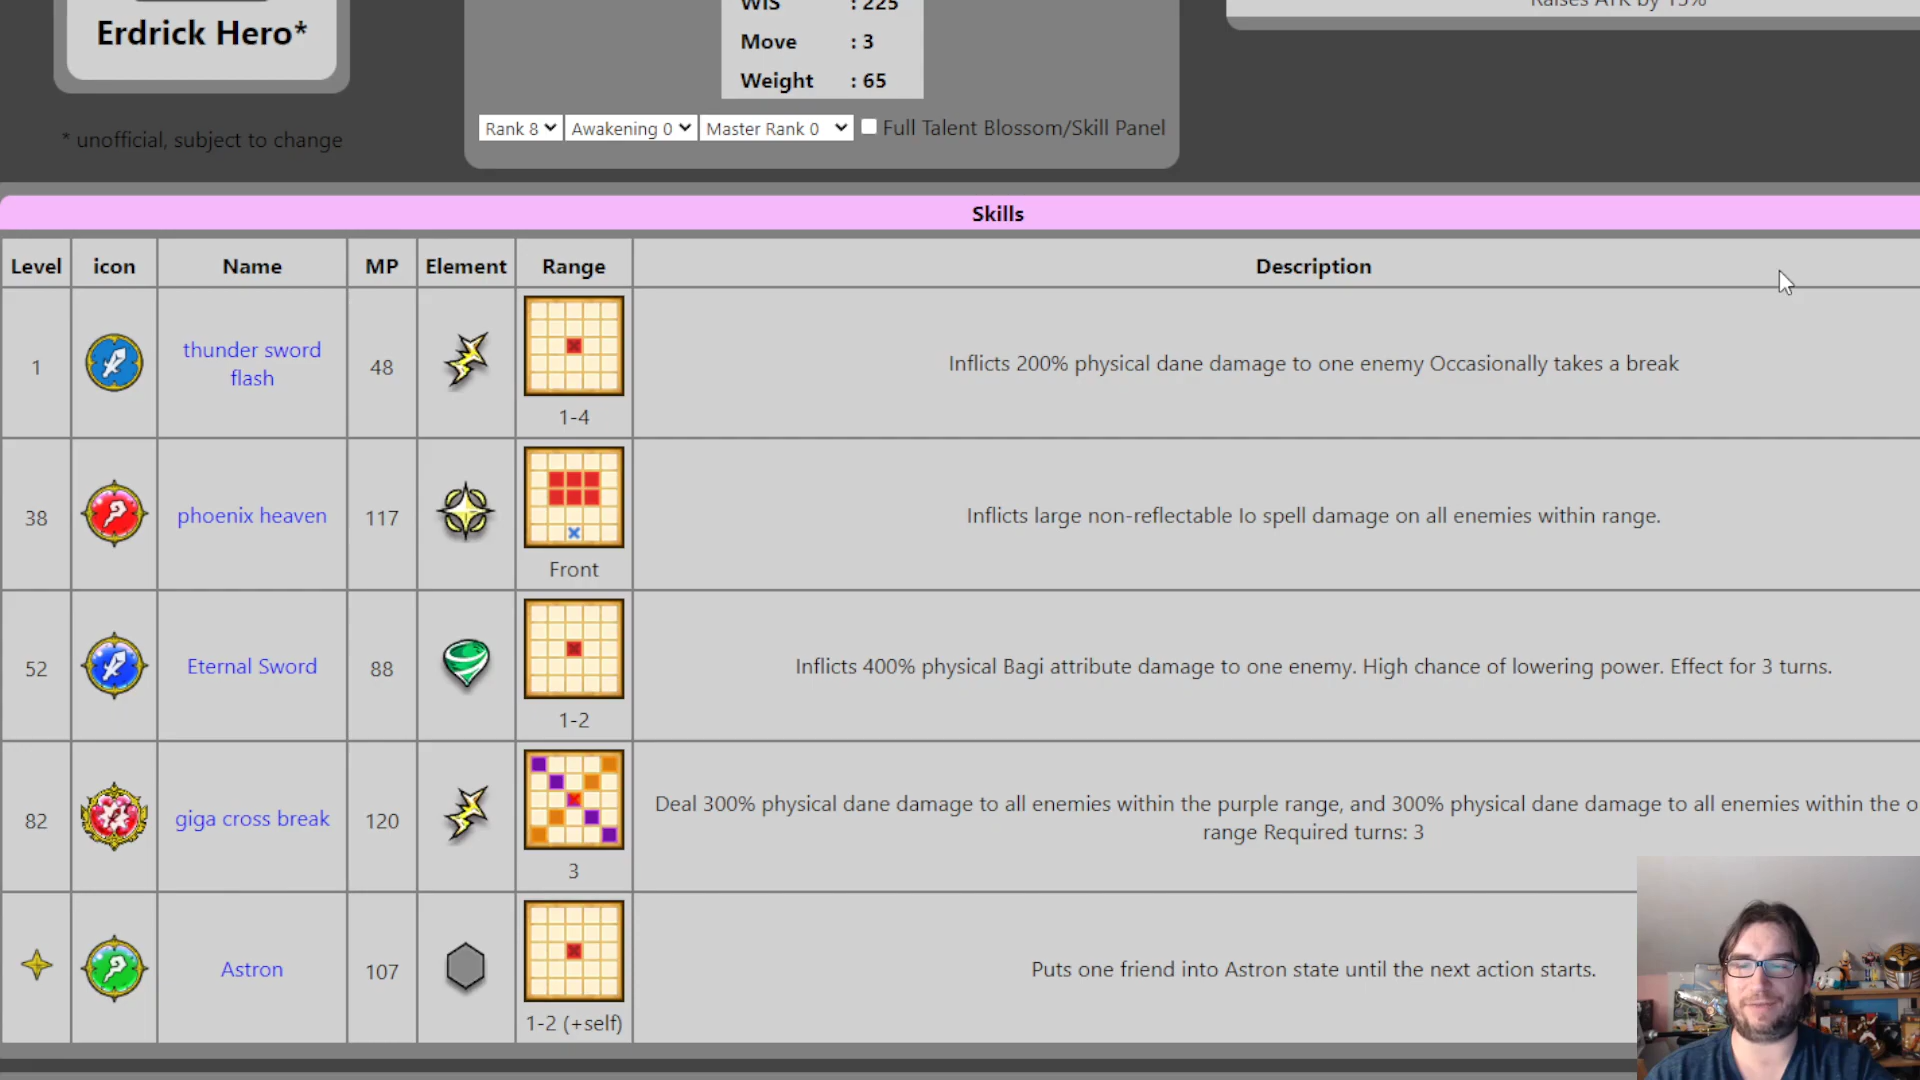 WIS : 225
Raises ATK by 15%
Erdrick Hero*
Move : 3
Weight : 65
Rank 8 Awakening 0 Master Rank 0 Full Talent Blossom/Skill Panel
* unofficial, subject to change
Skills
Level icon Name MP Element Range Description
1 thunder sword
flash 48 Inflicts 200% physical dane damage to one enemy Occasionally takes a break
1-4
38 phoenix heaven 117 Inflicts large non-reflectable Io spell damage on all enemies within range.
Front
52 Eternal Sword 88 Inflicts 400% physical Bagi attribute damage to one enemy. High chance of lowering power. Effect for 3 turns.
1-2
82 giga cross break 120 Deal 300% physical dane damage to all enemies within the purple range, and 300% physical dane damage to all enemies within the o
range Required turns: 3
3
Astron 107 Puts one friend into Astron state until the next action starts.
1-2 (+self)